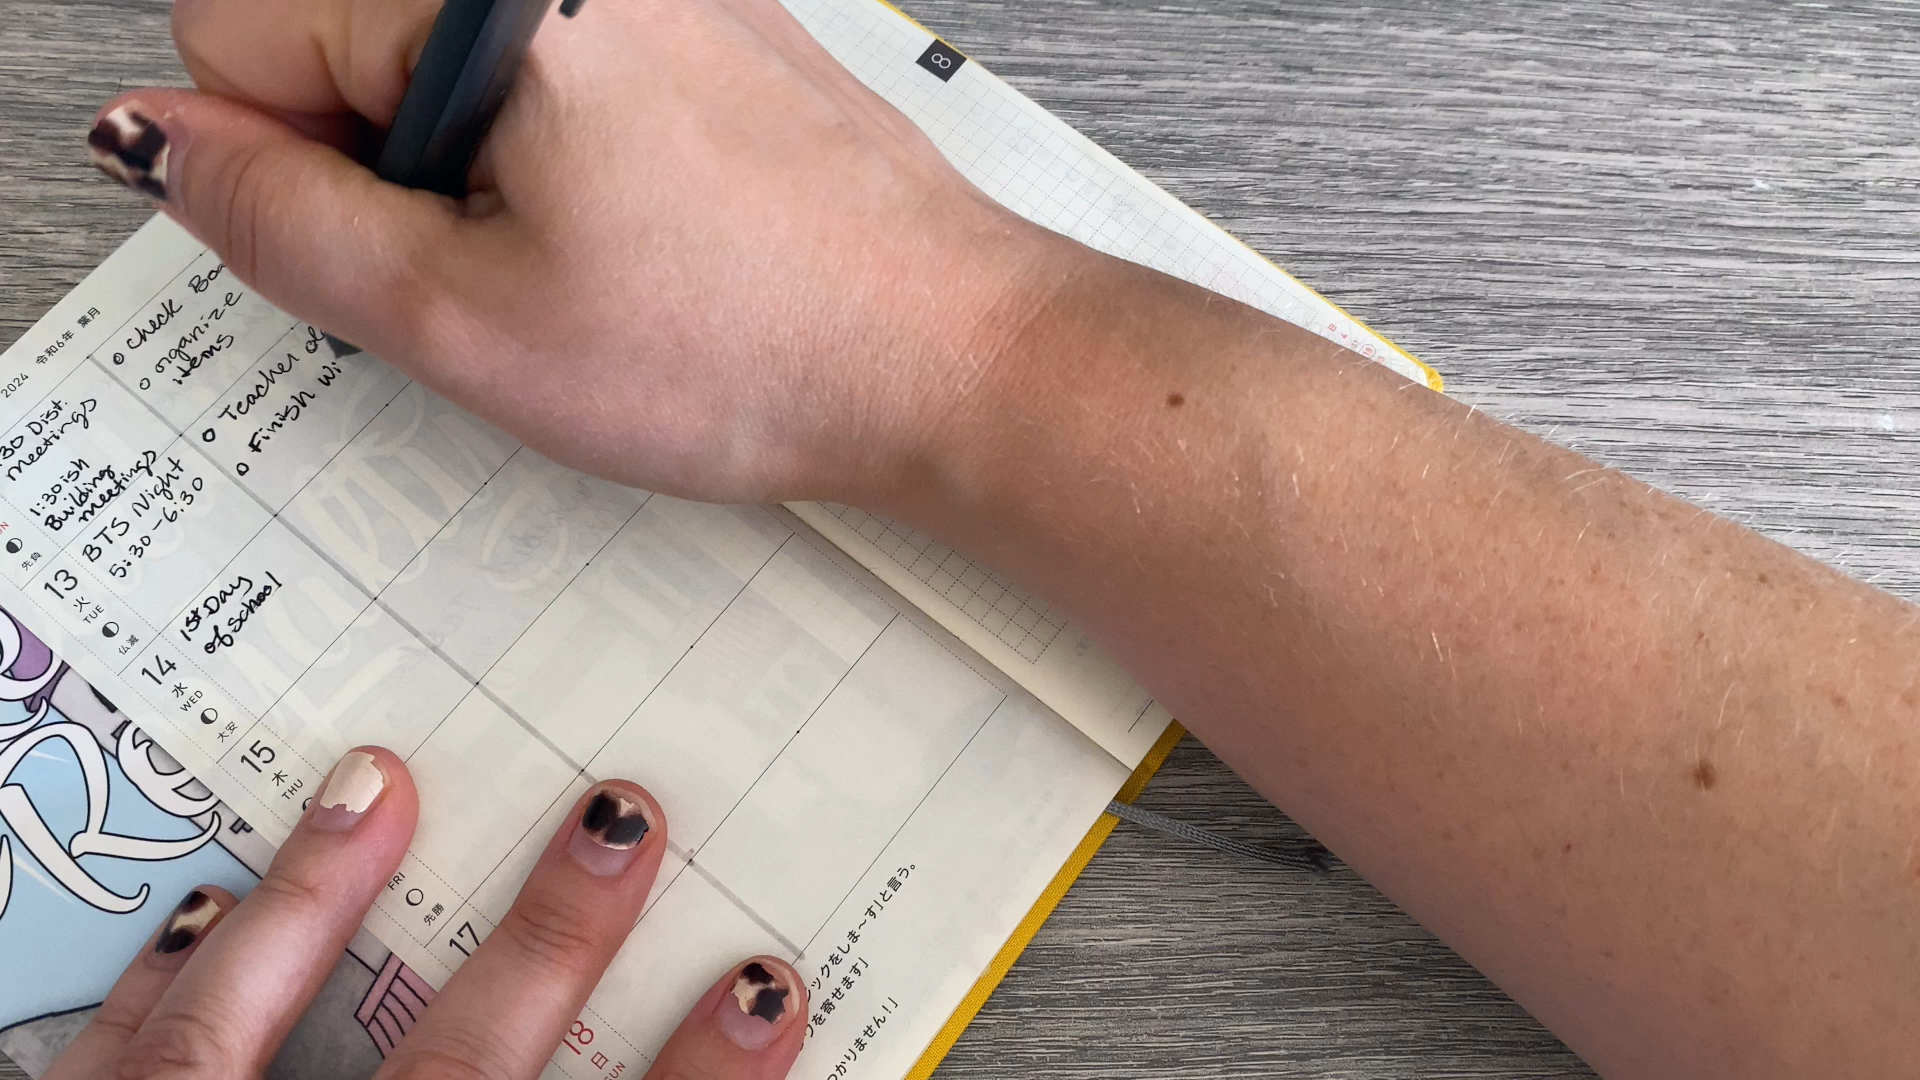 8
2024 令和6年 葉月
:30 Dist.
meetings
1:30ish
Building
meetings
o check
o organize
items
先負
13
火
TUE
仏滅
BTS Night
5:30-6:30
o Teacher
o Finish
14
水
WED
大安
1st Day
of school
15
木
THU
FRI
先勝
17
18
日
SUN
ックをしま〜す」と言う。
を寄せます」
つかりません!」